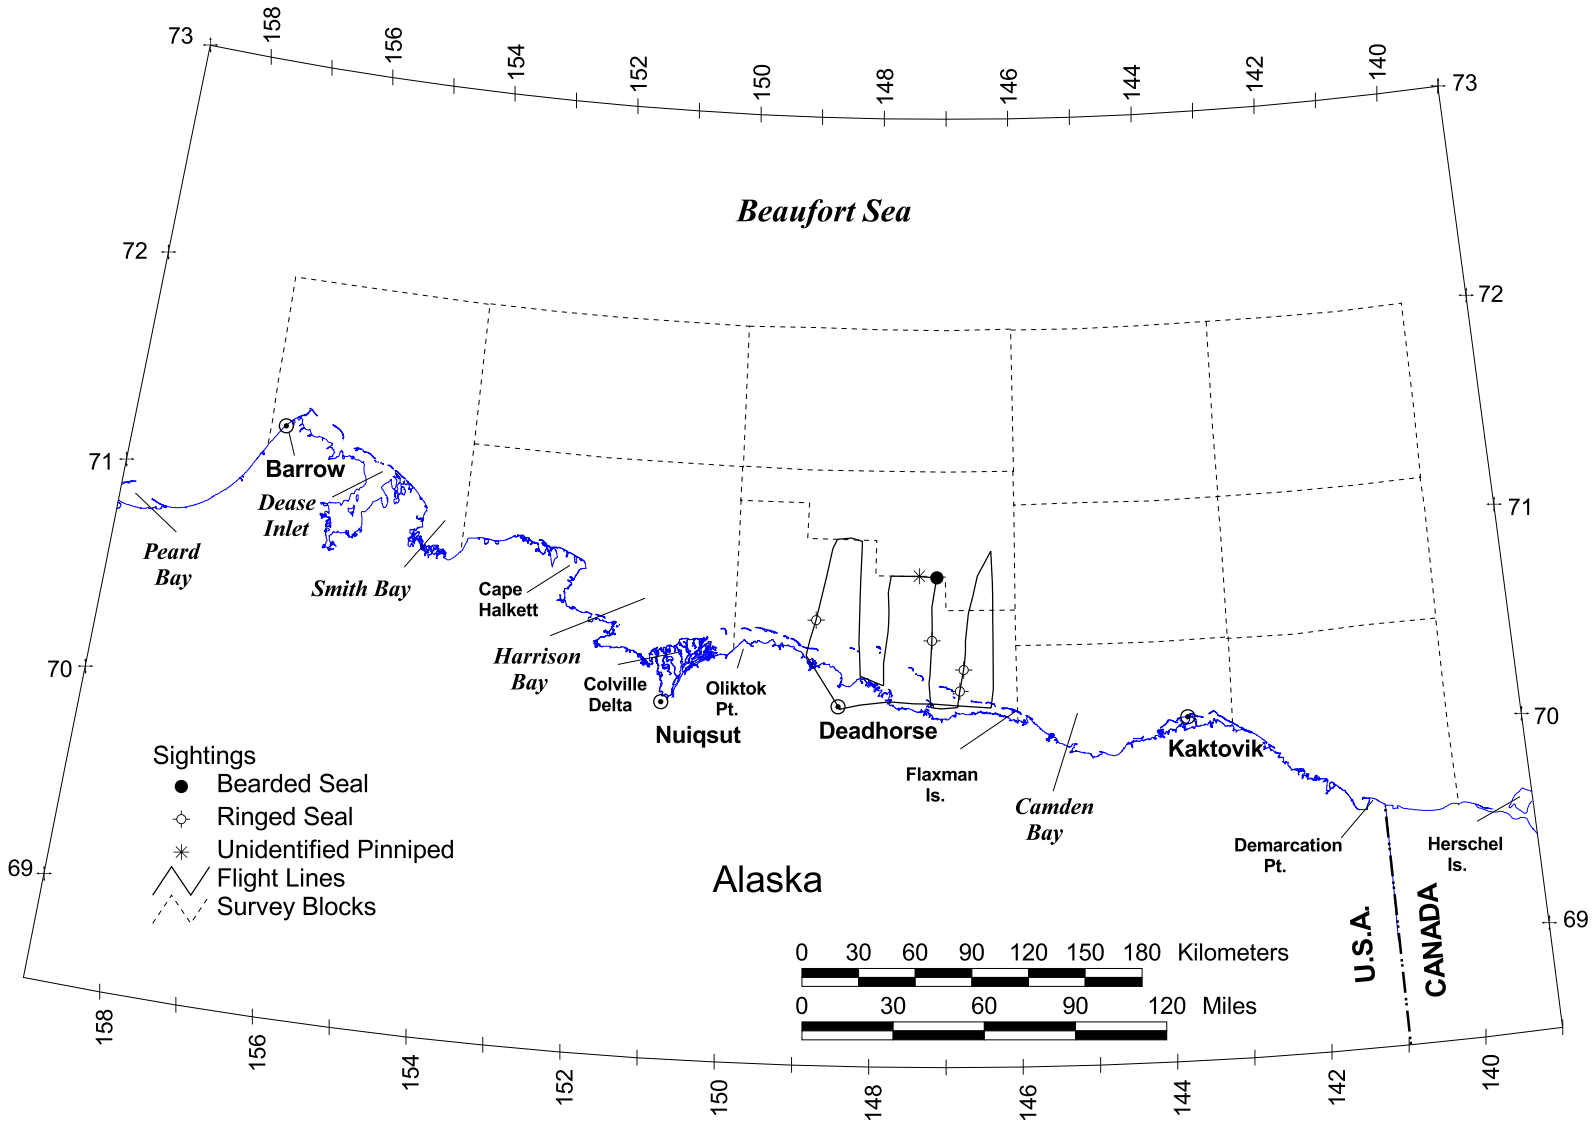 158
156
154
152
150
148
146
144
142
140
73
73
Beaufort Sea
72
72
71
71
Barrow
Dease
Inlet
Peard
Bay
Smith Bay
Cape
Halkett
Harrison
Bay
Colville
Delta
Oliktok
Pt.
70
70
Nuiqsut
Deadhorse
Kaktovik
Flaxman
Is.
Camden
Bay
Demarcation
Pt.
Herschel
Is.
Sightings
Bearded Seal
Ringed Seal
Unidentified Pinniped
Flight Lines
Survey Blocks
69
69
Alaska
U.S.A.
CANADA
0 30 60 90 120 150 180 Kilometers
0 30 60 90 120 Miles
158
156
154
152
150
148
146
144
142
140